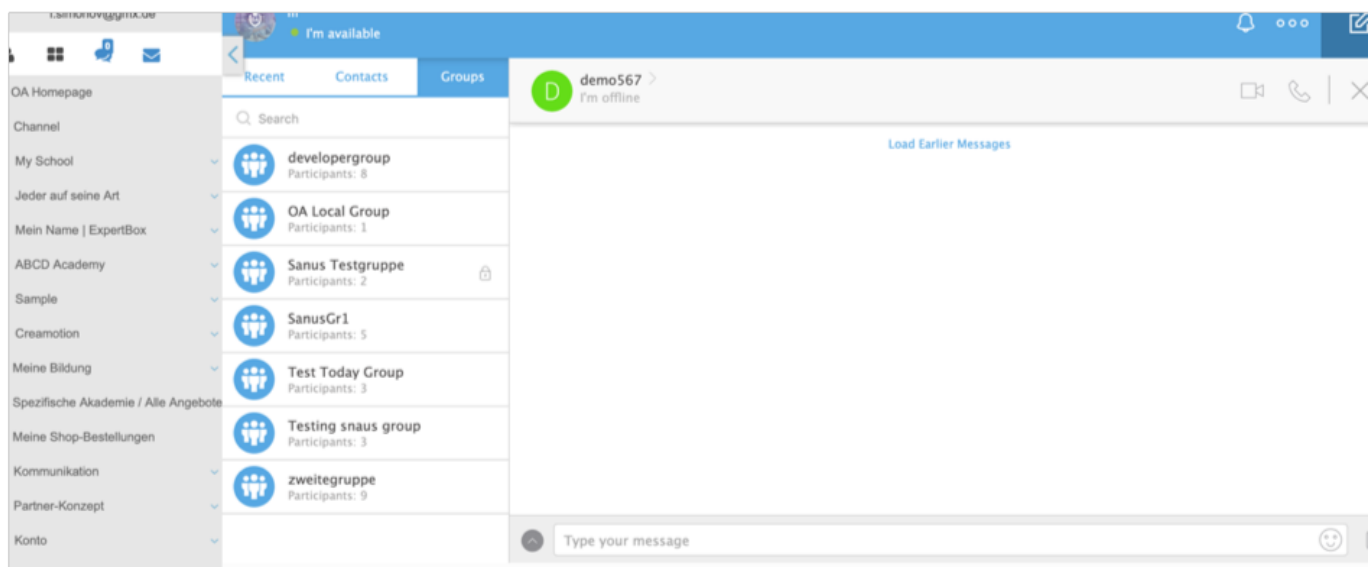 I'm available
0
OA Homepage
Channel
My School
Jeder auf seine Art
Mein Name | ExpertBox
ABCD Academy
Sample
Creamotion
Meine Bildung
Spezifische Akademie / Alle Angebote
Meine Shop-Bestellungen
Kommunikation
Partner-Konzept
Konto
Recent
Contacts
Groups
Search
developergroup
Participants: 8
OA Local Group
Participants: 1
Sanus Testgruppe
Participants: 2
SanusGr1
Participants: 5
Test Today Group
Participants: 3
Testing snaus group
Participants: 3
zweitegruppe
Participants: 9
D
demo567
I'm offline
Load Earlier Messages
Type your message